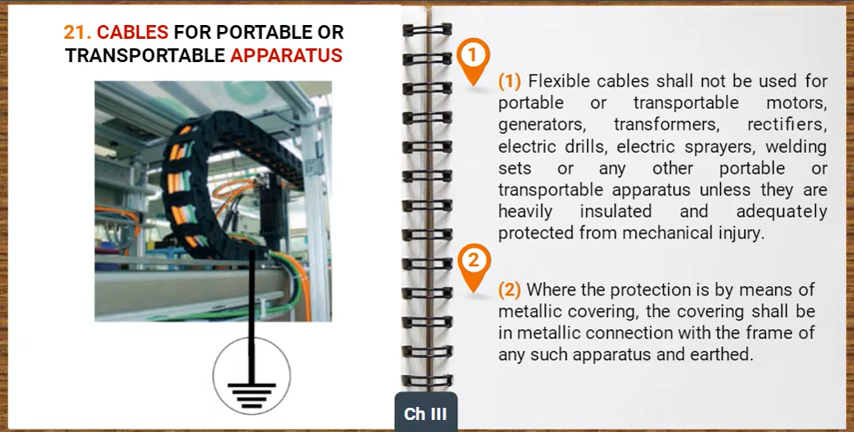 21. CABLES FOR PORTABLE OR
TRANSPORTABLE APPARATUS
1
(1) Flexible cables shall not be used for
portable or transportable motors,
generators, transformers, rectifiers,
electric drills, electric sprayers, welding
sets or any other portable or
transportable apparatus unless they are
heavily insulated and adequately
protected from mechanical injury.
2
(2) Where the protection is by means of
metallic covering, the covering shall be
in metallic connection with the frame of
any such apparatus and earthed.
Ch III